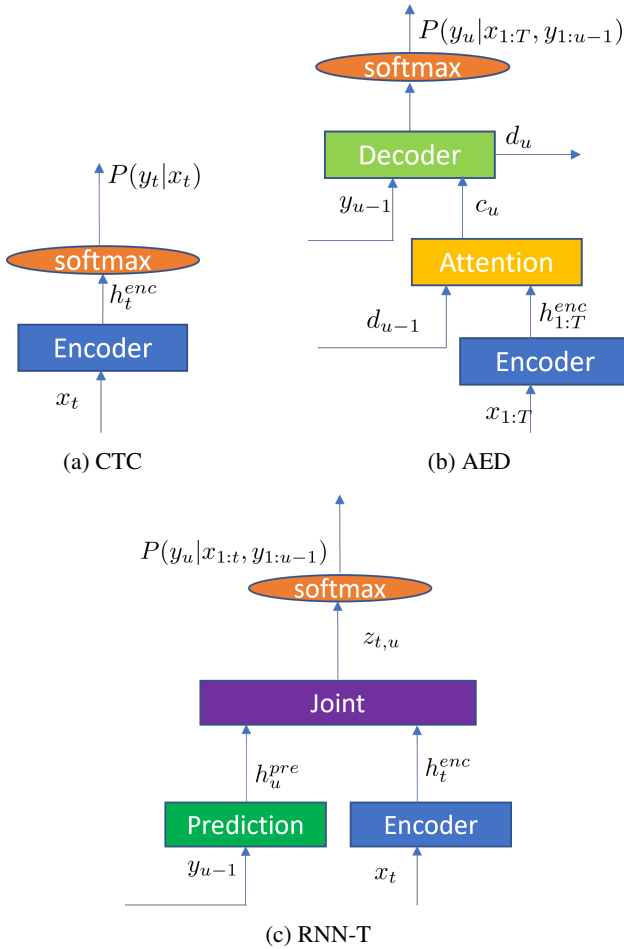 P(y_t|x_t)
softmax
h_t^{enc}
Encoder
x_t
(a) CTC
P(y_u|x_{1:T}, y_{1:u-1})
softmax
Decoder
d_u
y_{u-1}
c_u
Attention
d_{u-1}
h_{1:T}^{enc}
Encoder
x_{1:T}
(b) AED
P(y_u|x_{1:t}, y_{1:u-1})
softmax
z_{t,u}
Joint
h_u^{pre}
h_t^{enc}
Prediction
Encoder
y_{u-1}
x_t
(c) RNN-T